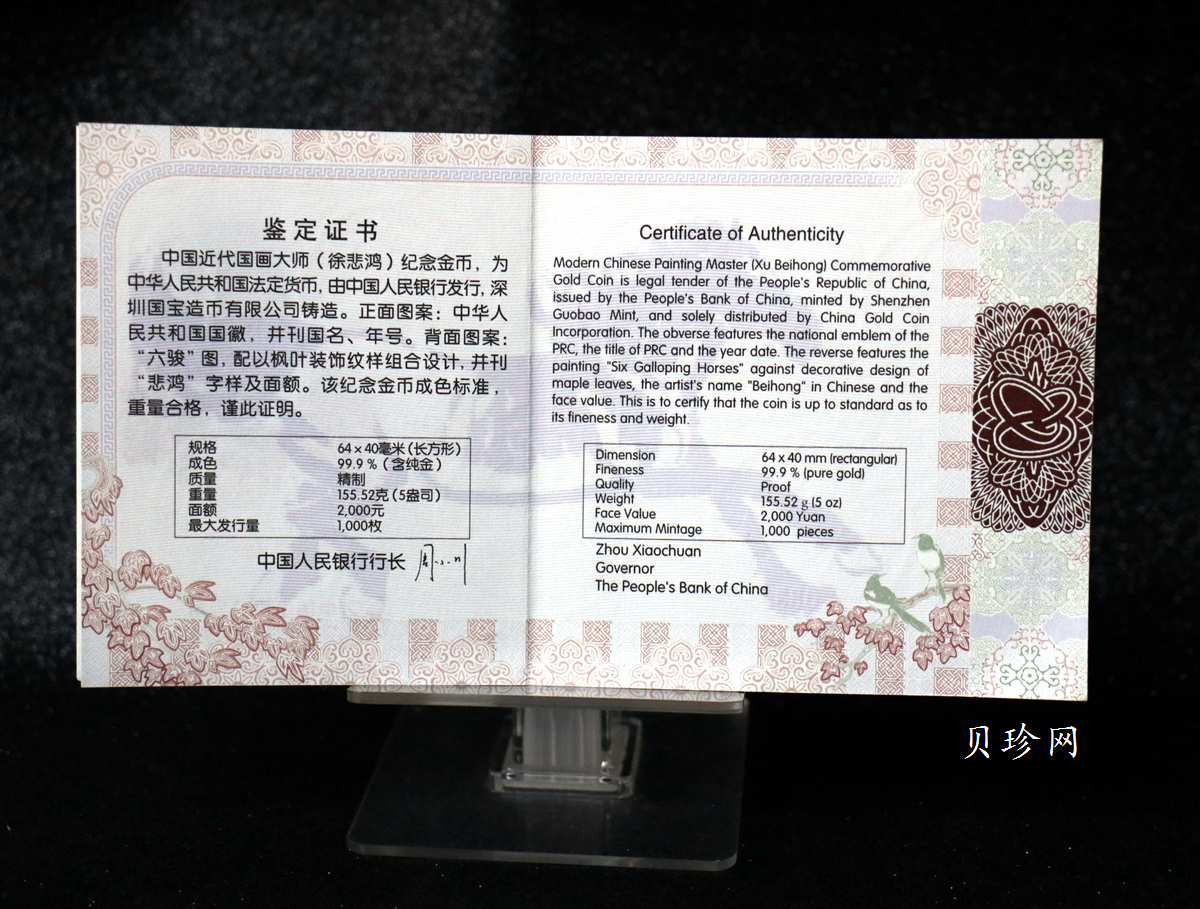 鉴定证书
中国近代国画大师（徐悲鸿）纪念金币，为
中华人民共和国法定货币，由中国人民银行发行，深
圳国宝造币有限公司铸造。正面图案：中华人
民共和国国徽，并刊国名、年号。背面图案：
“六骏”图，配以枫叶装饰纹样组合设计，并刊
“悲鸿”字样及面额。该纪念金币成色标准，
重量合格，谨此证明。
规格 64×40毫米（长方形）
成色 99.9％（含纯金）
质量 精制
重量 155.52克（5盎司）
面额 2,000元
最大发行量 1,000枚
中国人民银行行长
Certificate of Authenticity
Modern Chinese Painting Master (Xu Beihong) Commemorative
Gold Coin is legal tender of the People's Republic of China,
issued by the People's Bank of China, minted by Shenzhen
Guobao Mint, and solely distributed by China Gold Coin
Incorporation. The obverse features the national emblem of the
PRC, the title of PRC and the year date. The reverse features the
painting "Six Galloping Horses" against decorative design of
maple leaves, the artist's name "Beihong" in Chinese and the
face value. This is to certify that the coin is up to standard as to
its fineness and weight.
Dimension 64 x 40 mm (rectangular)
Fineness 99.9 % (pure gold)
Quality Proof
Weight 155.52 g (5 oz)
Face Value 2,000 Yuan
Maximum Mintage 1,000 pieces
Zhou Xiaochuan
Governor
The People's Bank of China
贝珍网